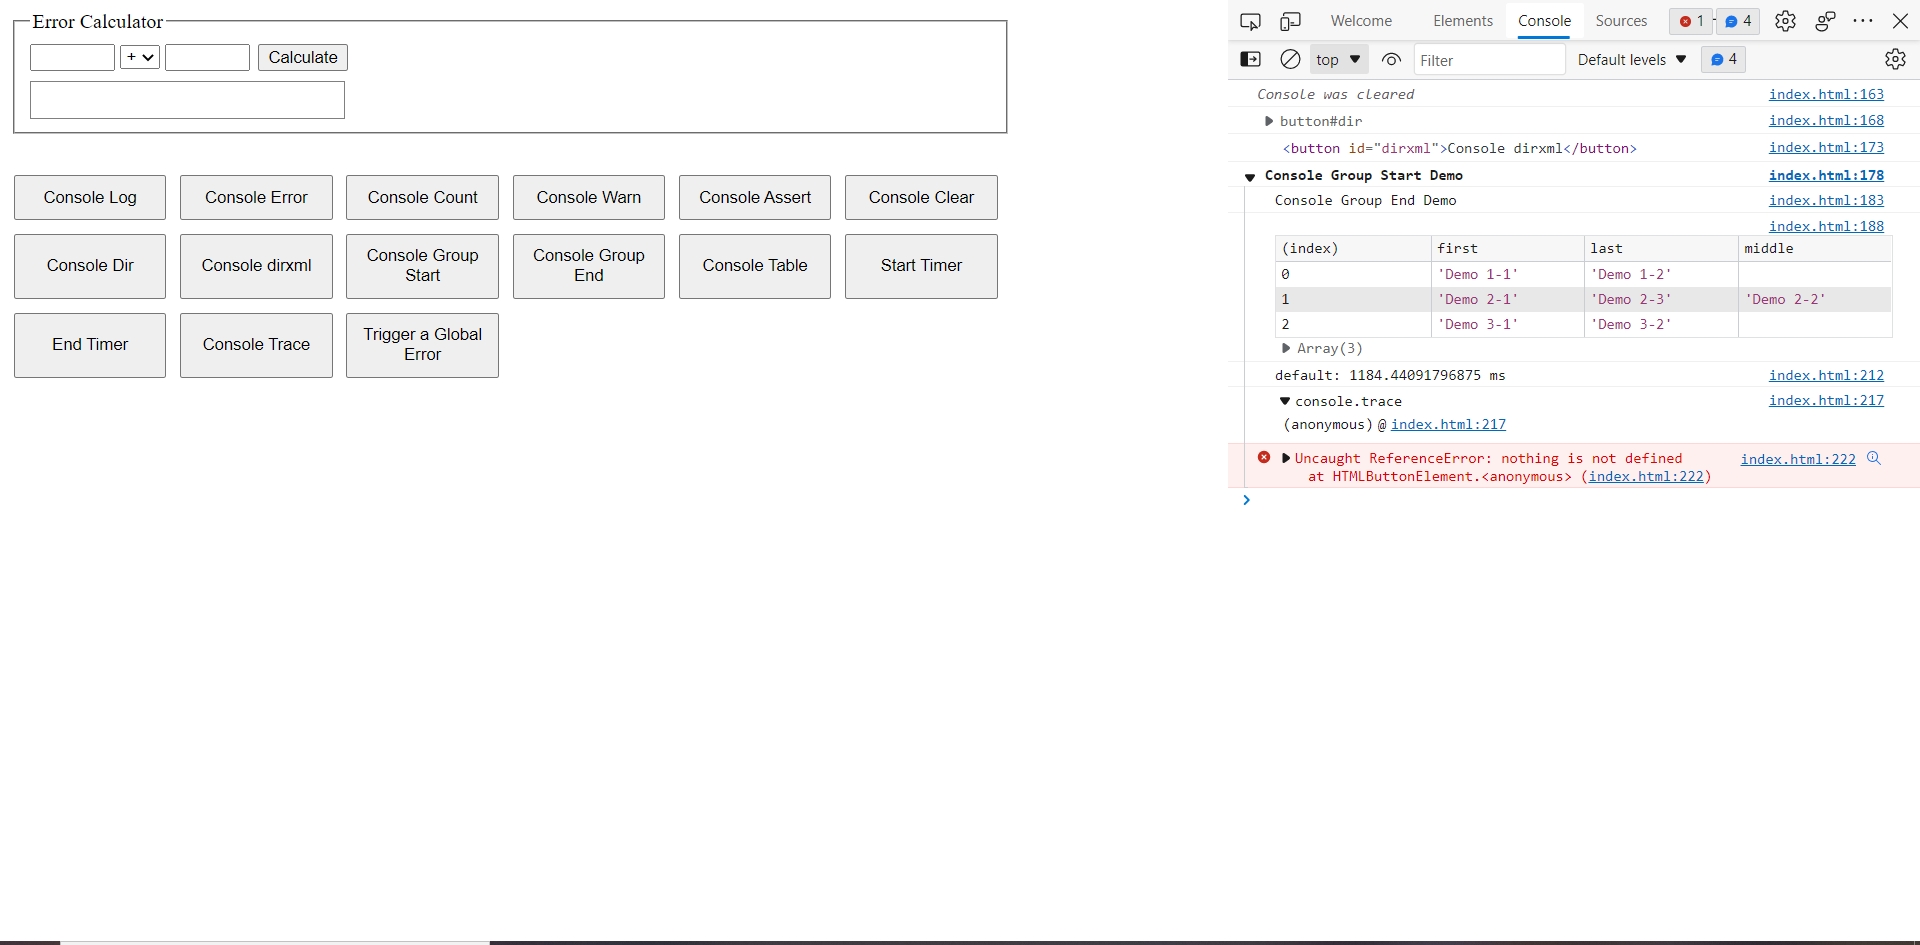 Error Calculator
+ Calculate
Console Log Console Error Console Count Console Warn Console Assert Console Clear
Console Dir Console dirxml Console Group Start Console Group End Console Table Start Timer
End Timer Console Trace Trigger a Global Error
Welcome Elements Console Sources 1 4
top Filter Default levels 4
Console was cleared index.html:163
button#dir index.html:168
<button id="dirxml">Console dirxml</button> index.html:173
Console Group Start Demo index.html:178
Console Group End Demo index.html:183
index.html:188
(index) first last middle
0 'Demo 1-1' 'Demo 1-2'
1 'Demo 2-1' 'Demo 2-3' 'Demo 2-2'
2 'Demo 3-1' 'Demo 3-2'
Array(3)
default: 1184.44091796875 ms index.html:212
console.trace index.html:217
(anonymous) @ index.html:217
Uncaught ReferenceError: nothing is not defined index.html:222
at HTMLButtonElement.<anonymous> (index.html:222)